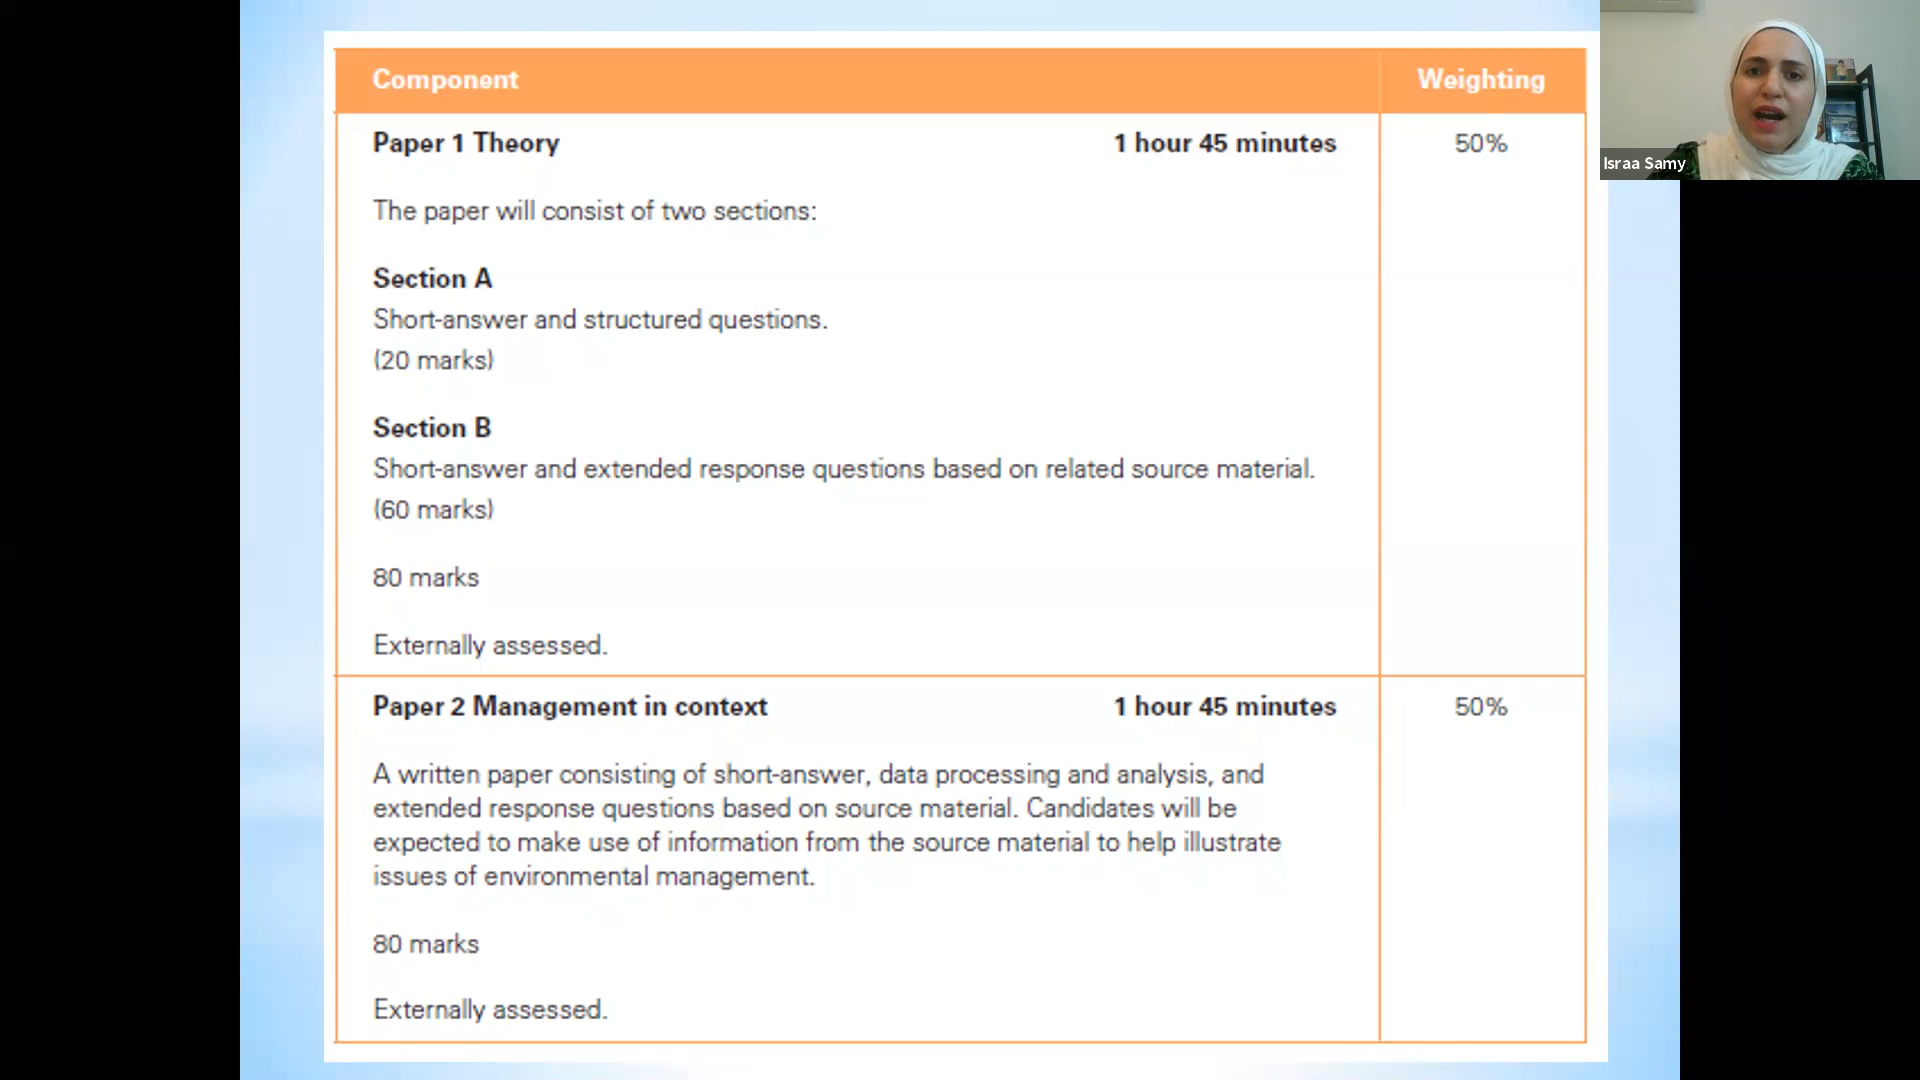 Component Weighting
Paper 1 Theory 1 hour 45 minutes 50%
The paper will consist of two sections:
Section A
Short-answer and structured questions.
(20 marks)
Section B
Short-answer and extended response questions based on related source material.
(60 marks)
80 marks
Externally assessed.
Paper 2 Management in context 1 hour 45 minutes 50%
A written paper consisting of short-answer, data processing and analysis, and
extended response questions based on source material. Candidates will be
expected to make use of information from the source material to help illustrate
issues of environmental management.
80 marks
Externally assessed.
Israa Samy